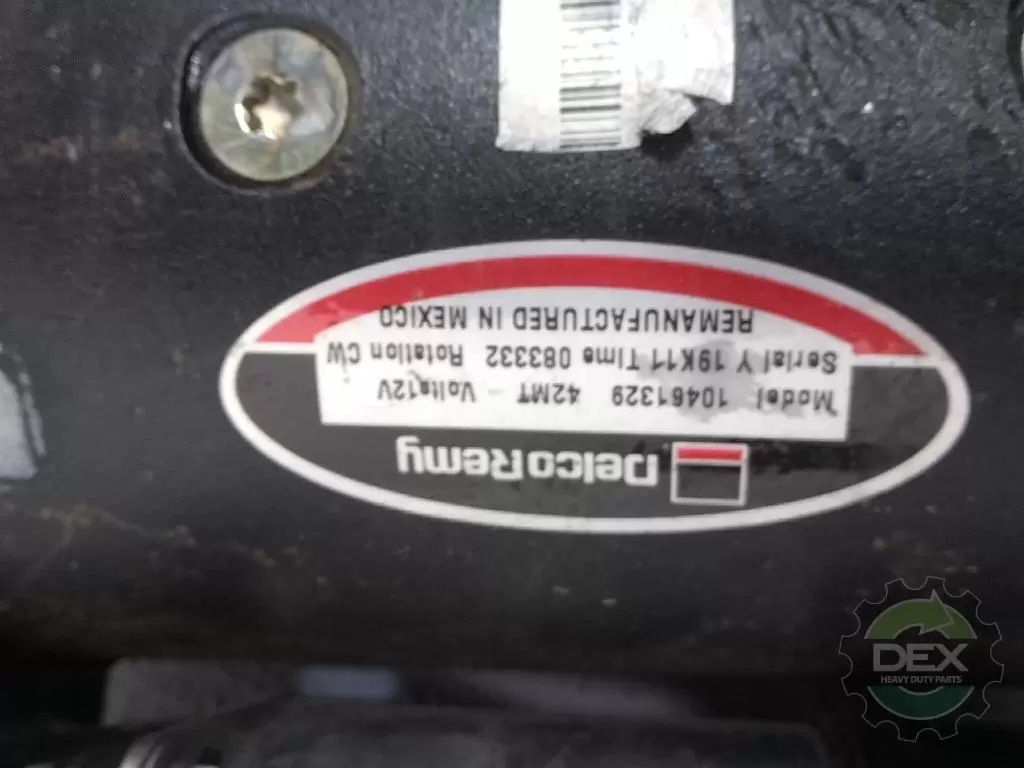 DelcoRemy
Model 10461329 42MT - Volts12V
Serial Y 19K11 Time 083332 Rotation CW
REMANUFACTURED IN MEXICO
DEX
HEAVY DUTY PARTS